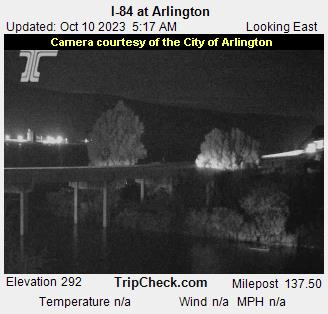 I-84 at Arlington
Updated: Oct 10 2023 5:17 AM Looking East
Camera courtesy of the City of Arlington
Elevation 292 TripCheck.com Milepost 137.50
Temperature n/a Wind n/a MPH n/a